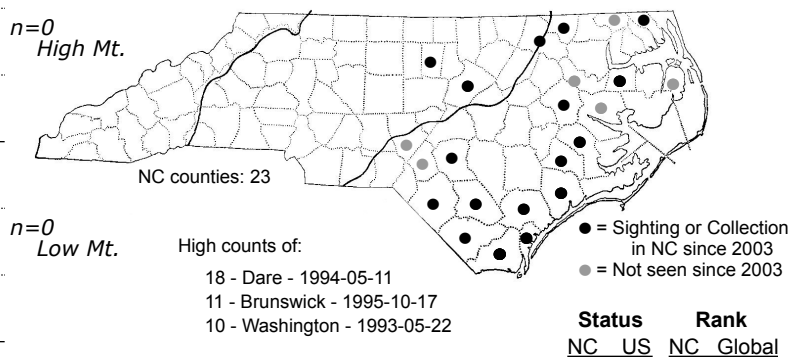 n=0
High Mt.
NC counties: 23
n=0
Low Mt.
High counts of:
18 - Dare - 1994-05-11
11 - Brunswick - 1995-10-17
10 - Washington - 1993-05-22
● = Sighting or Collection
in NC since 2003
● = Not seen since 2003
Status Rank
NC US NC Global